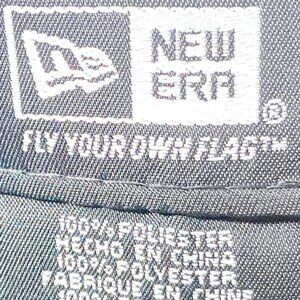 NEW
ERA
®
FLY YOUR OWN FLAG™
100% POLYESTER
HECHO EN CHINA
100% POLYESTER
FABRIQUE EN CHINE